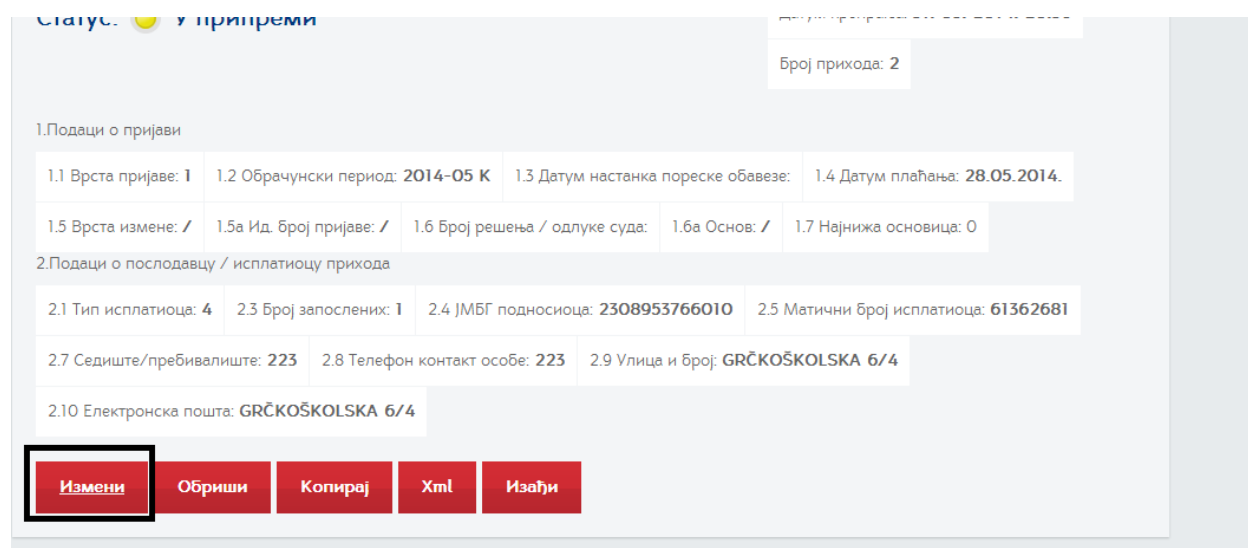 Статус: У припреми
Број прихода: 2
1.Подаци о пријави
1.1 Врста пријаве: 1 1.2 Обрачунски период: 2014-05 К 1.3 Датум настанка пореске обавезе: 1.4 Датум плаћања: 28.05.2014.
1.5 Врста измене: / 1.5a Ид. број пријаве: / 1.6 Број решења / одлуке суда: 1.6a Основ: / 1.7 Најнижа основица: 0
2.Подаци о послодавцу / исплатиоцу прихода
2.1 Тип исплатиоца: 4 2.3 Број запослених: 1 2.4 ЈМБГ подносиоца: 2308953766010 2.5 Матични број исплатиоца: 61362681
2.7 Седиште/пребивалиште: 223 2.8 Телефон контакт особе: 223 2.9 Улица и број: GRČKOŠKOLSKA 6/4
2.10 Електронска пошта: GRČKOŠKOLSKA 6/4
Измени Обриши Копирај Xml Изађи